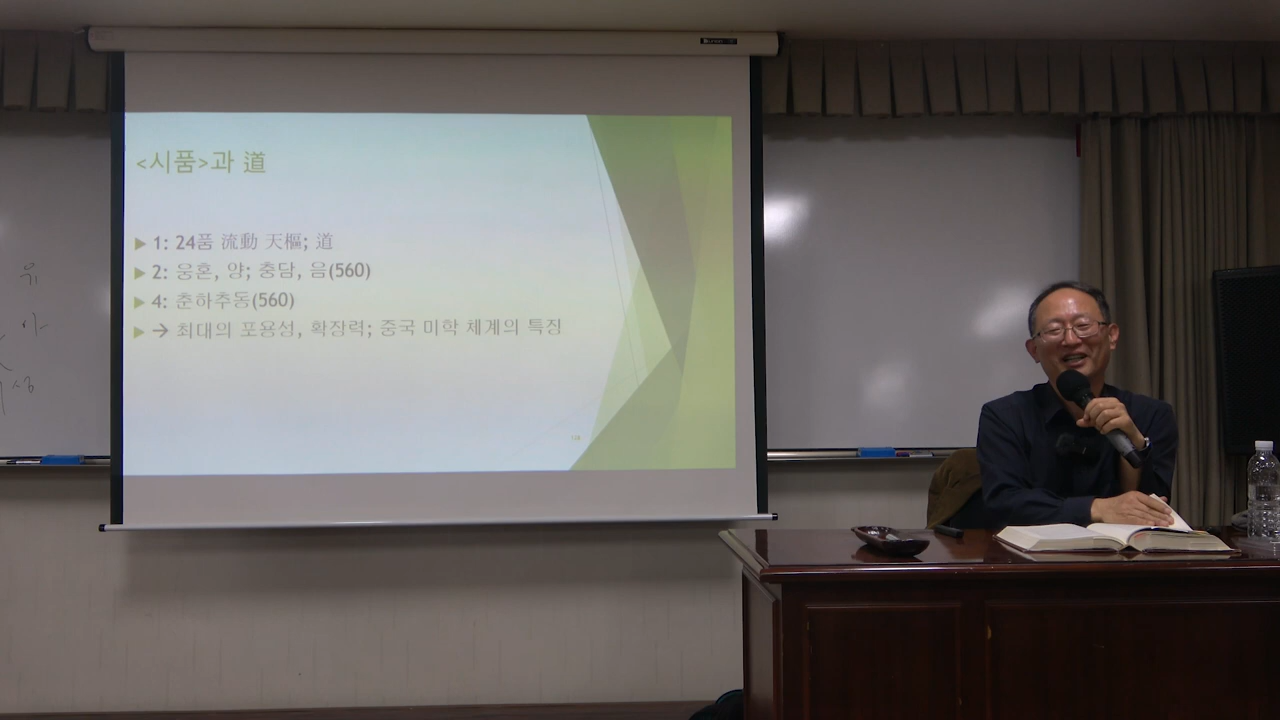 <시품>과 道
1: 24품 流動 天樞; 道
2: 웅혼, 양; 충담, 음(560)
4: 춘하추동(560)
→ 최대의 포용성, 확장력; 중국 미학 체계의 특징
유
아